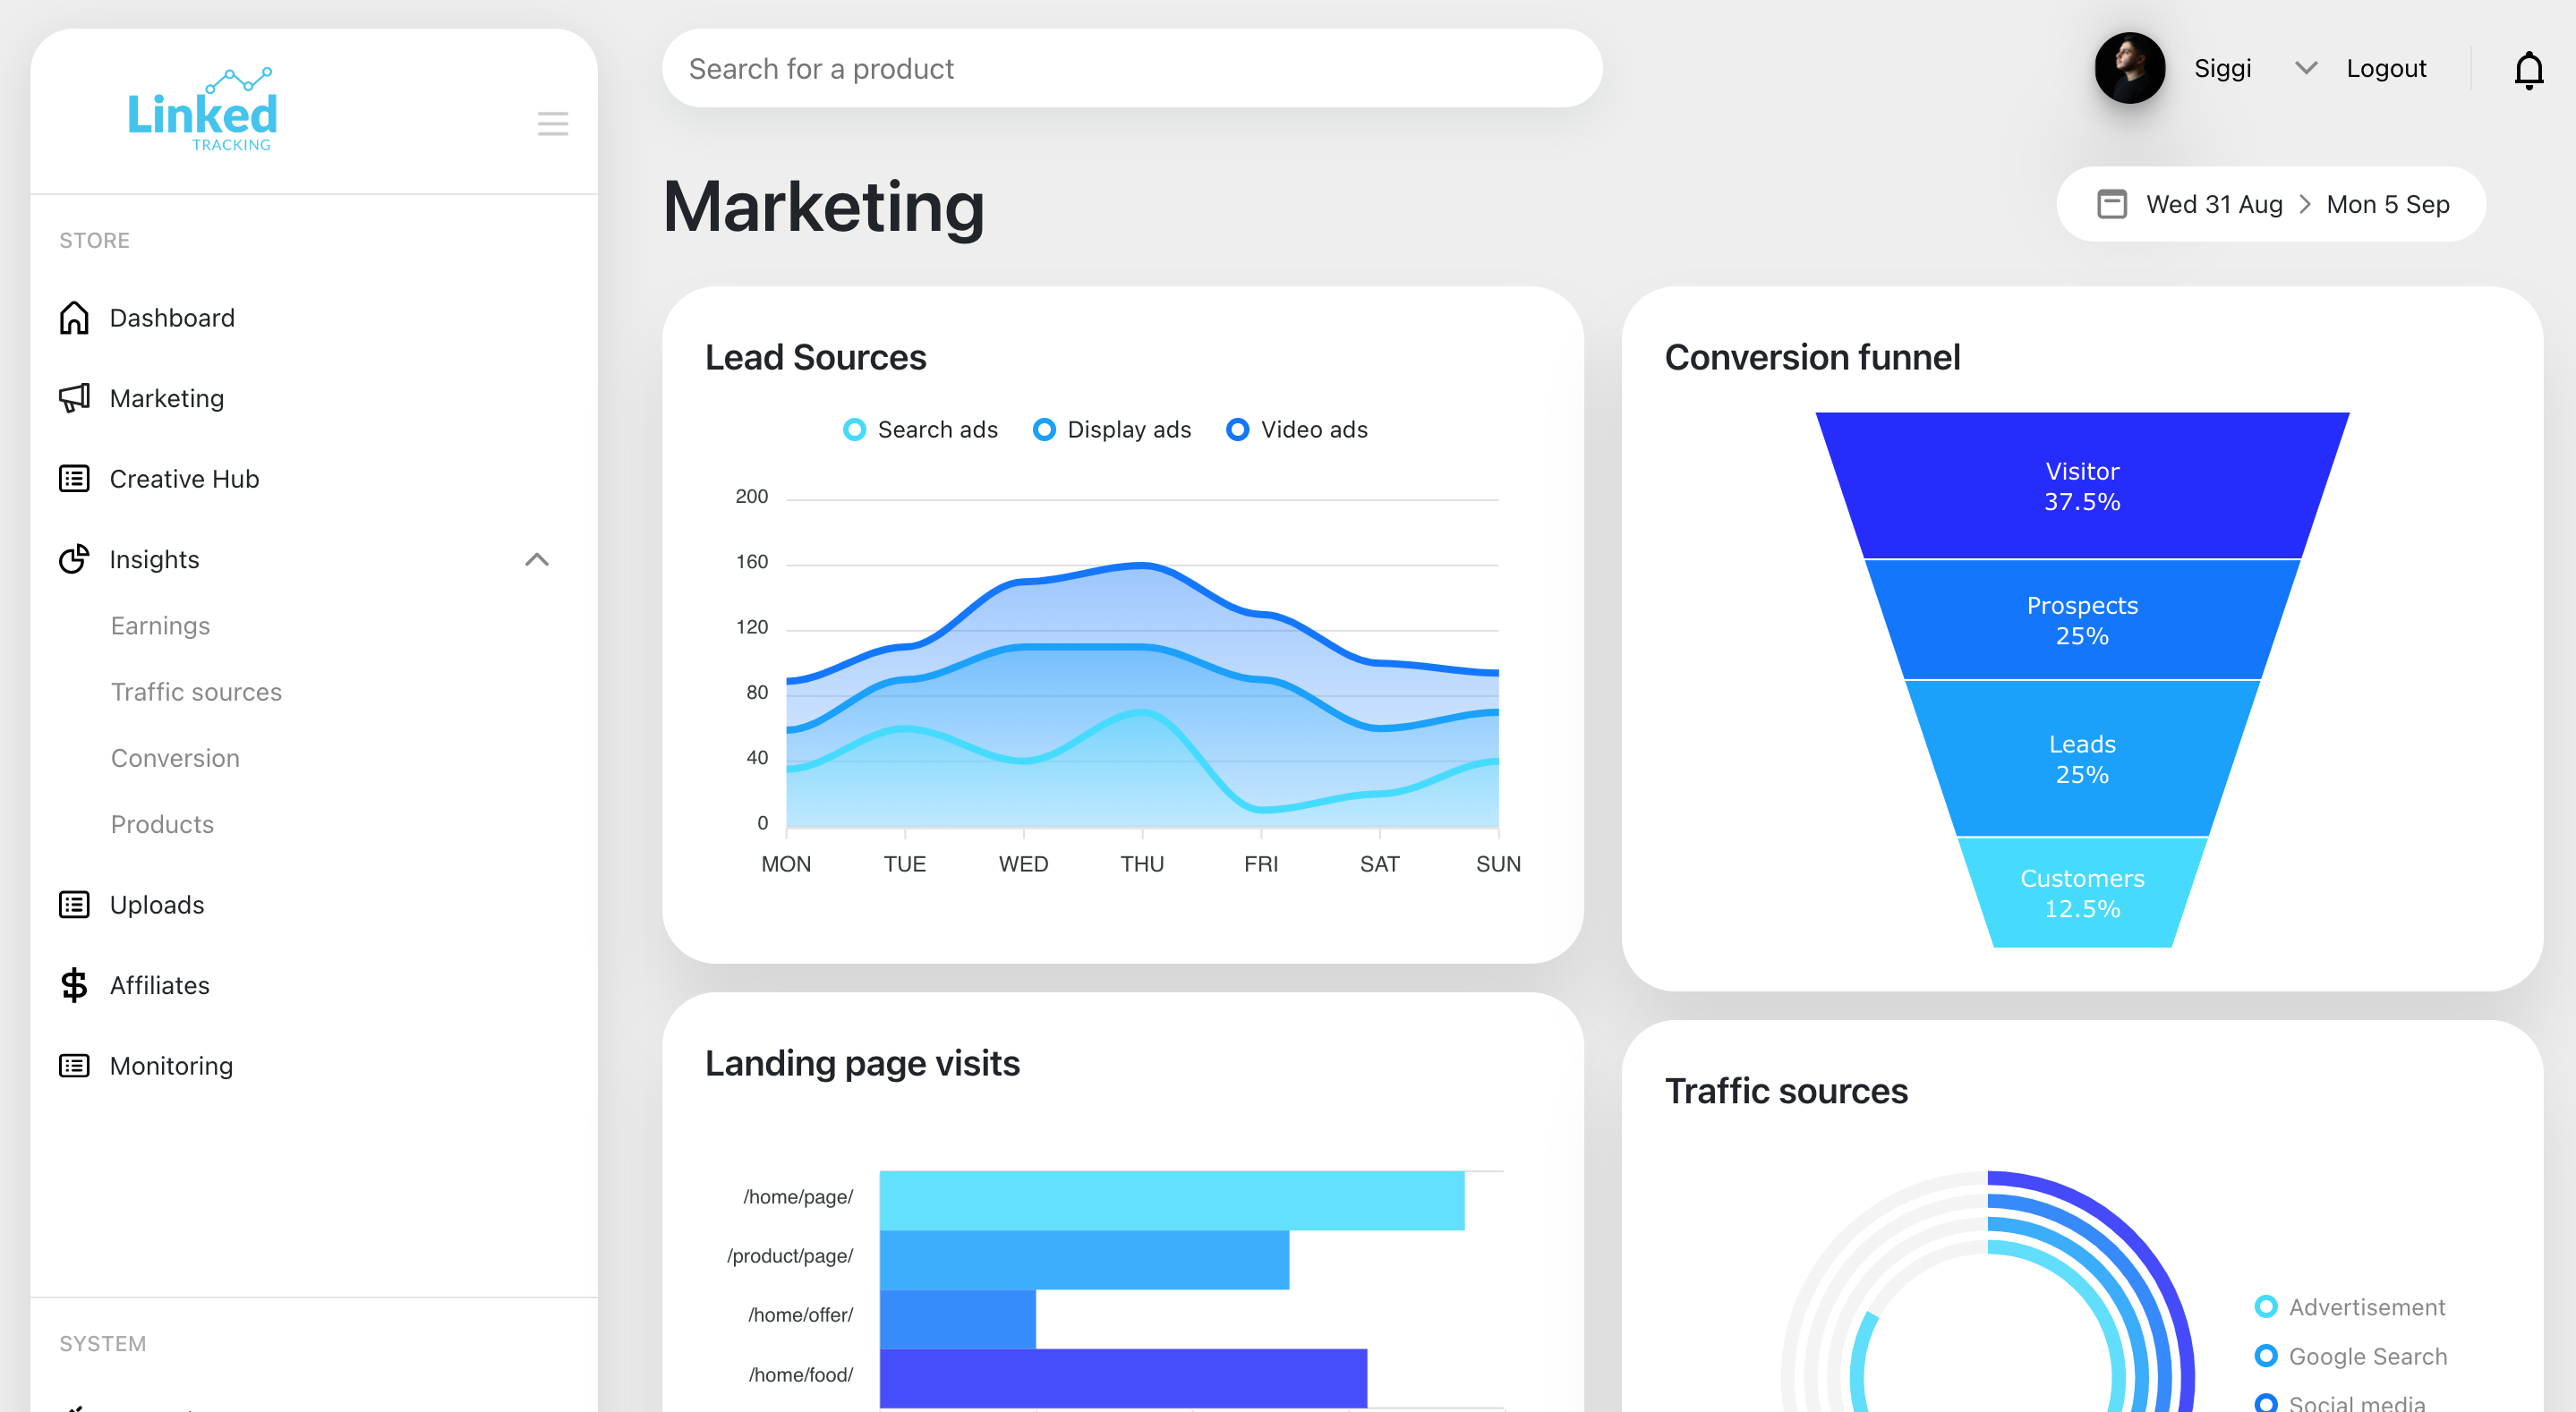 Linked
TRACKING
STORE
Dashboard
Marketing
Creative Hub
Insights
Earnings
Traffic sources
Conversion
Products
Uploads
Affiliates
Monitoring
SYSTEM
Search for a product
Siggi
Logout
Marketing
Wed 31 Aug
Mon 5 Sep
Lead Sources
Search ads
Display ads
Video ads
200
160
120
80
40
0
MON TUE WED THU FRI SAT SUN
Conversion funnel
Visitor
37.5%
Prospects
25%
Leads
25%
Customers
12.5%
Landing page visits
/home/page/
/product/page/
/home/offer/
/home/food/
Traffic sources
Advertisement
Google Search
Social media